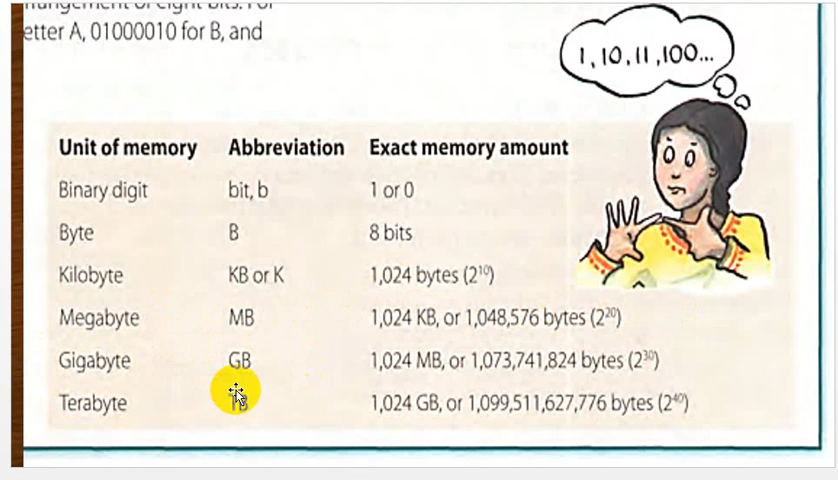 etter A, 01000010 for B, and
1, 10, 11, 100...
Unit of memory Abbreviation Exact memory amount
Binary digit bit, b 1 or 0
Byte B 8 bits
Kilobyte KB or K 1,024 bytes (2¹⁰)
Megabyte MB 1,024 KB, or 1,048,576 bytes (2²⁰)
Gigabyte GB 1,024 MB, or 1,073,741,824 bytes (2³⁰)
Terabyte TB 1,024 GB, or 1,099,511,627,776 bytes (2⁴⁰)